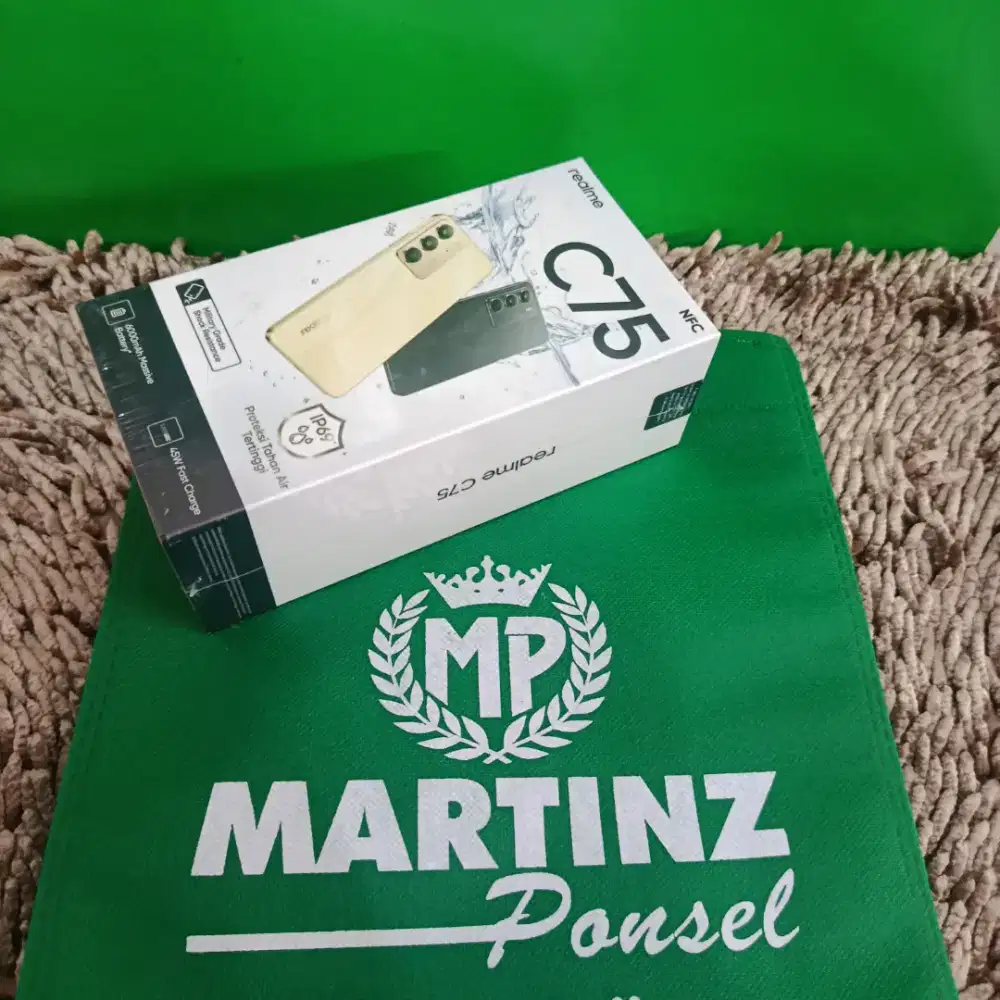 realme
C75
NFC
Military Grade
Shock Resistance
6000mAh Massive
Battery
45W Fast Charge
IP69
Proteksi Tahan Air
Tertinggi
realme C75
MP
MARTINZ
Ponsel